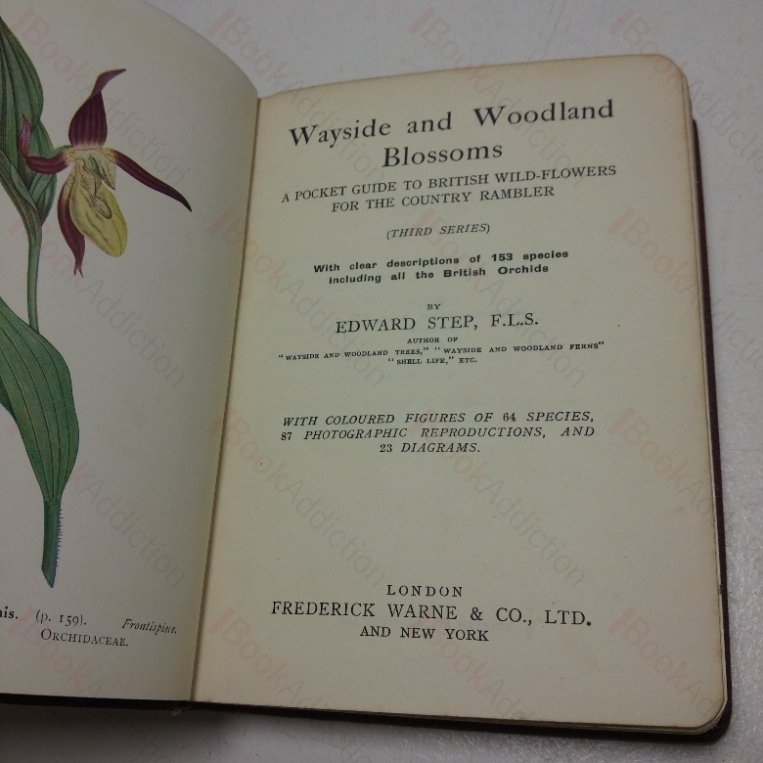 Wayside and Woodland
Blossoms
A POCKET GUIDE TO BRITISH WILD-FLOWERS
FOR THE COUNTRY RAMBLER
(THIRD SERIES)
With clear descriptions of 153 species
including all the British Orchids
BY
EDWARD STEP, F.L.S.
AUTHOR OF
"WAYSIDE AND WOODLAND TREES," "WAYSIDE AND WOODLAND FERNS"
"SHELL LIFE," ETC.
WITH COLOURED FIGURES OF 64 SPECIES,
87 PHOTOGRAPHIC REPRODUCTIONS, AND
23 DIAGRAMS.
LONDON
FREDERICK WARNE & CO., LTD.
AND NEW YORK
(p. 159). Frontispiece.
ORCHIDACEAE.
BookAddiction